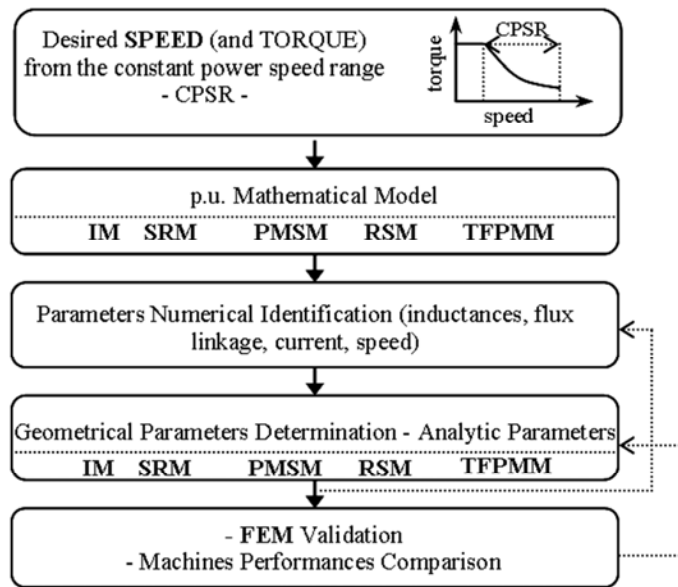 Desired SPEED (and TORQUE)
from the constant power speed range
- CPSR -
CPSR
torque
speed
p.u. Mathematical Model
IM SRM PMSM RSM TFPMM
Parameters Numerical Identification (inductances, flux
linkage, current, speed)
Geometrical Parameters Determination - Analytic Parameters
IM SRM PMSM RSM TFPMM
- FEM Validation
- Machines Performances Comparison